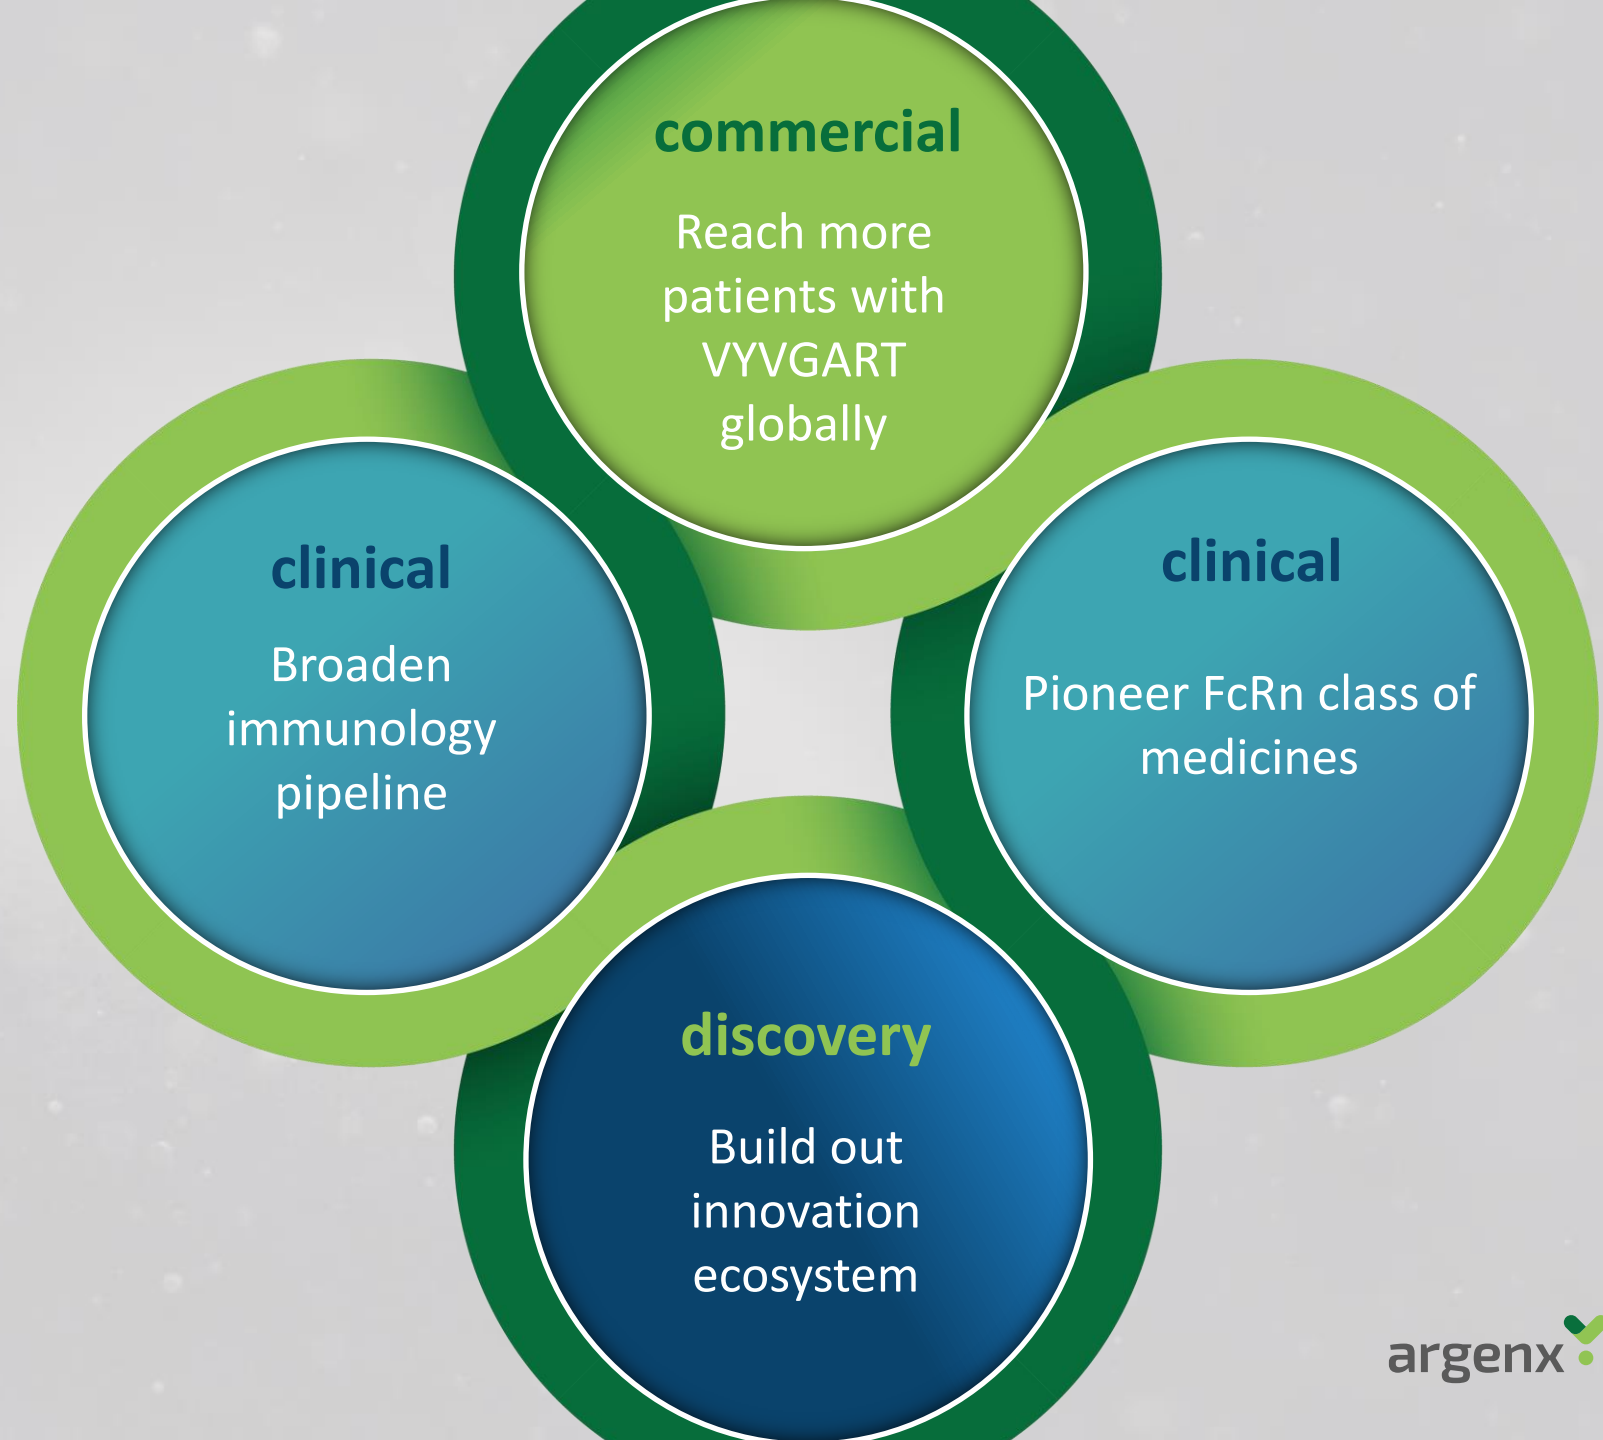 commercial
Reach more
patients with
VYVGART
globally
clinical
Broaden
immunology
pipeline
clinical
Pioneer FcRn class of
medicines
discovery
Build out
innovation
ecosystem
argenx